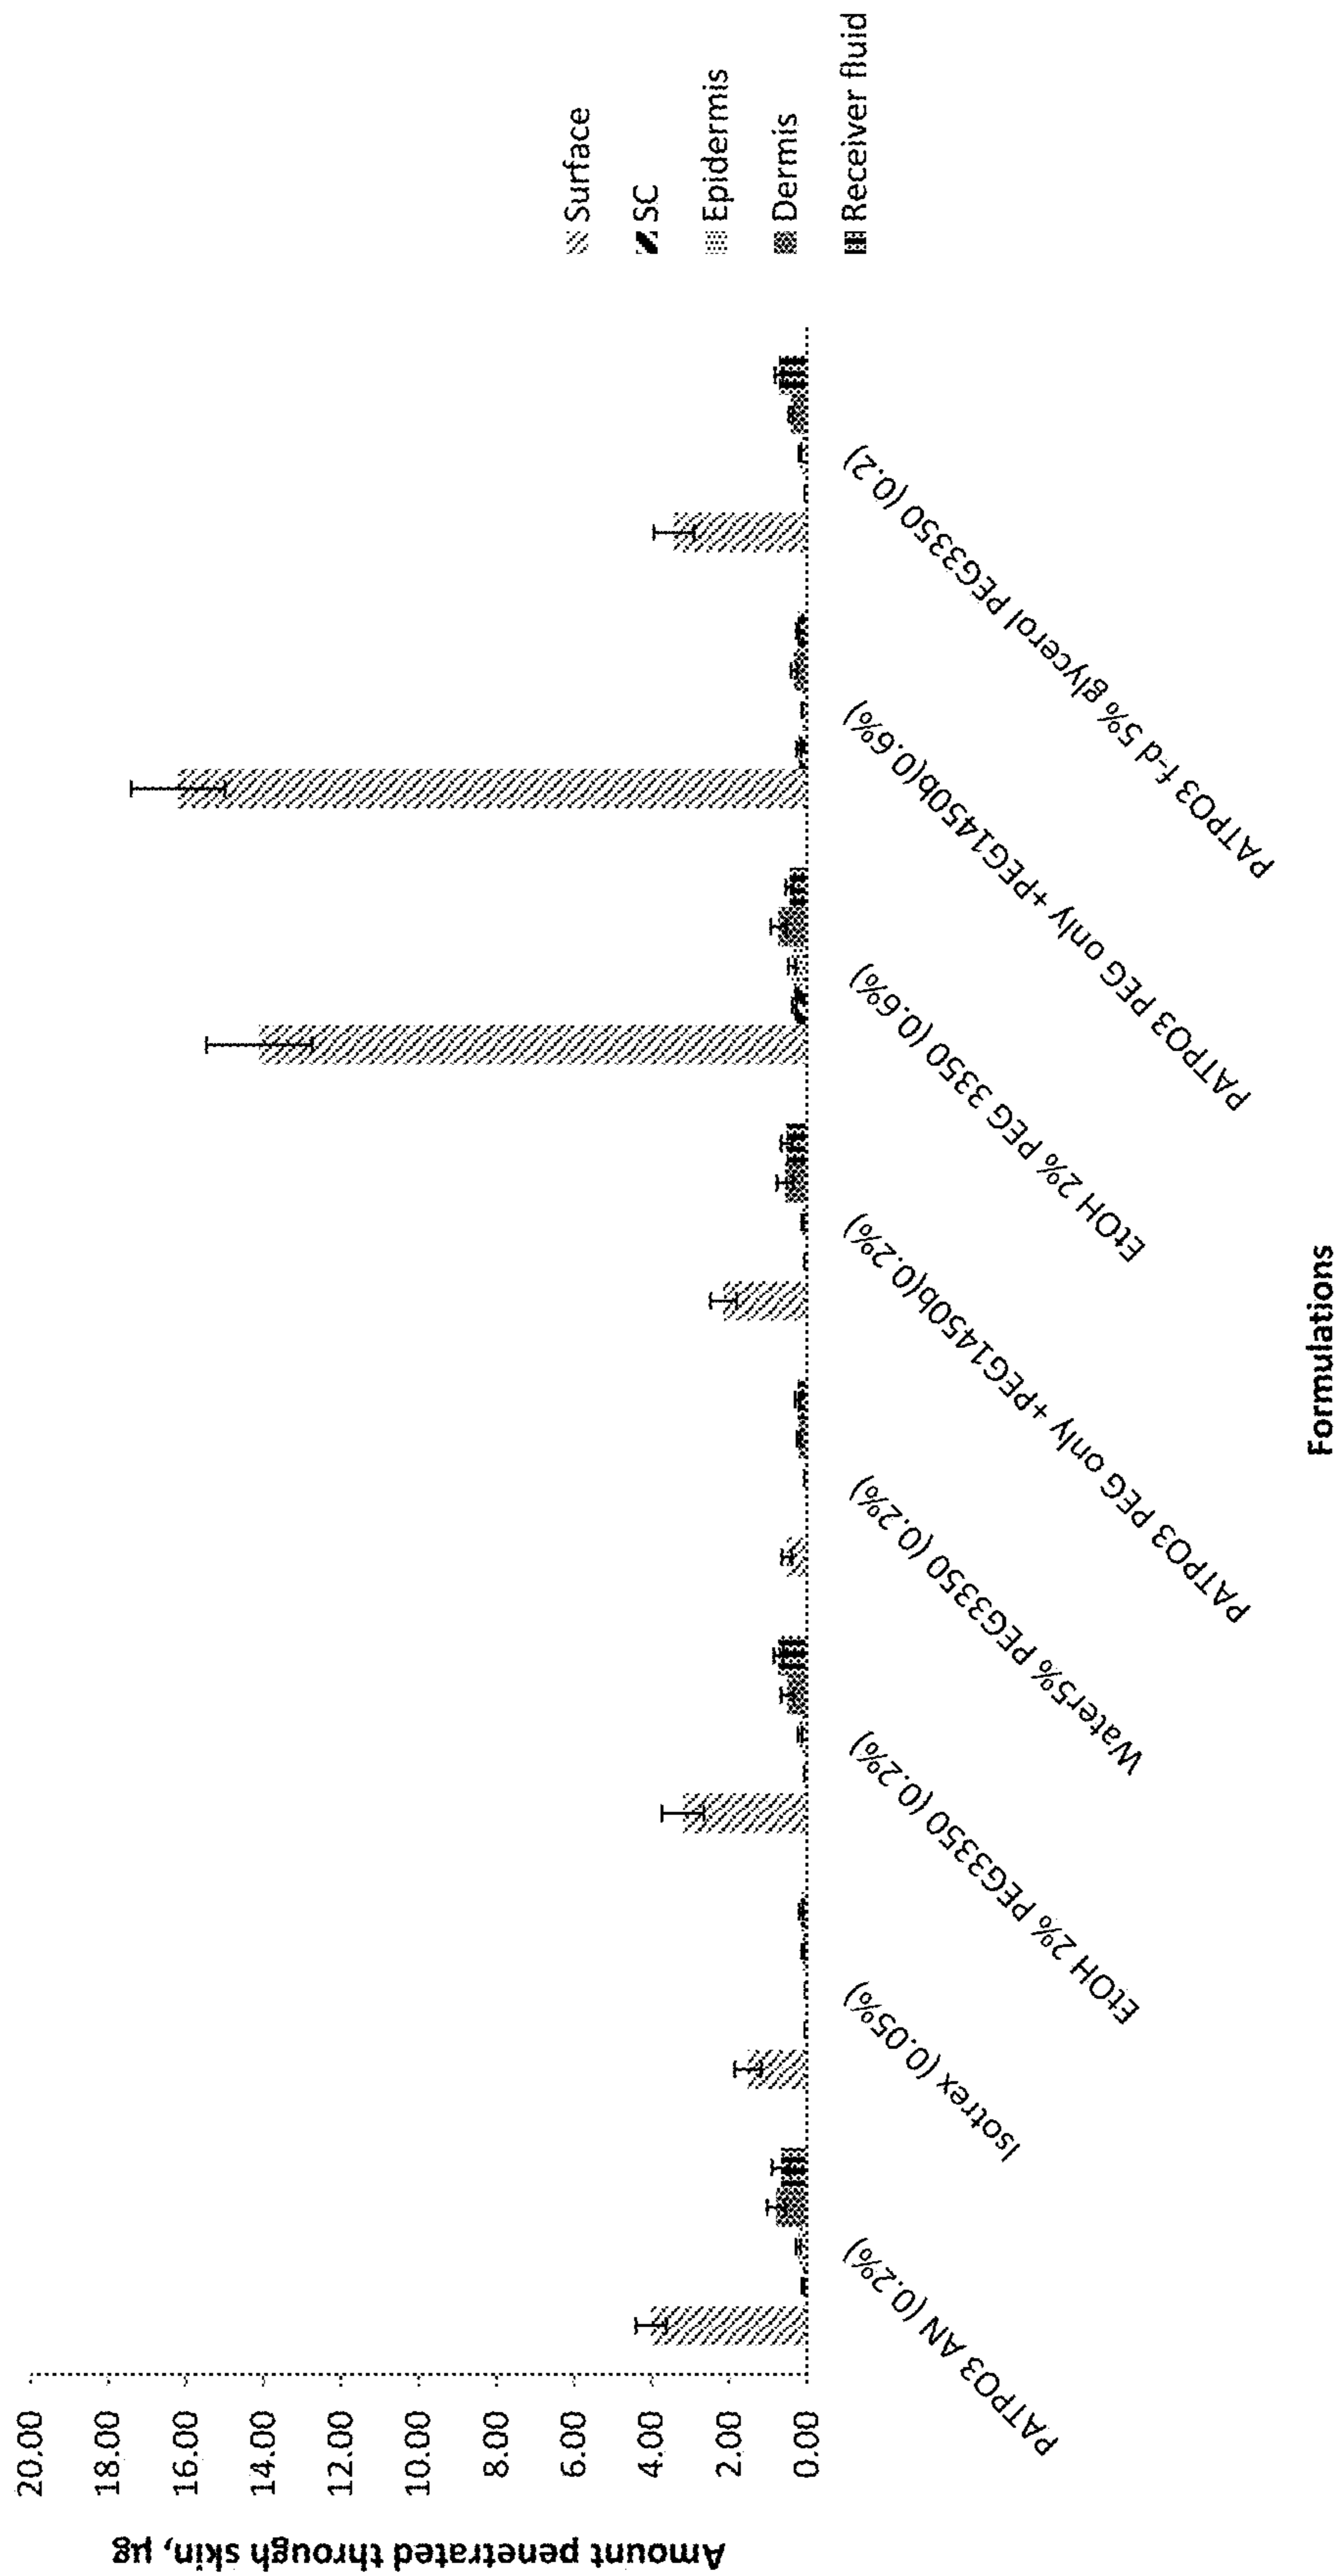 Amount penetrated through skin, µg
20.00
18.00
16.00
14.00
12.00
10.00
8.00
6.00
4.00
2.00
0.00
PATPO3 AN (0.2%)
Isotrex (0.05%)
EtOH 2% PEG3350 (0.2%)
Water5% PEG3350 (0.2%)
PATPO3 PEG only +PEG1450b(0.2%)
EtOH 2% PEG 3350 (0.6%)
PATPO3 PEG only +PEG1450b(0.6%)
PATPO3 f-d 5% glycerol PEG3350 (0.2)
Formulations
Surface
SC
Epidermis
Dermis
Receiver fluid